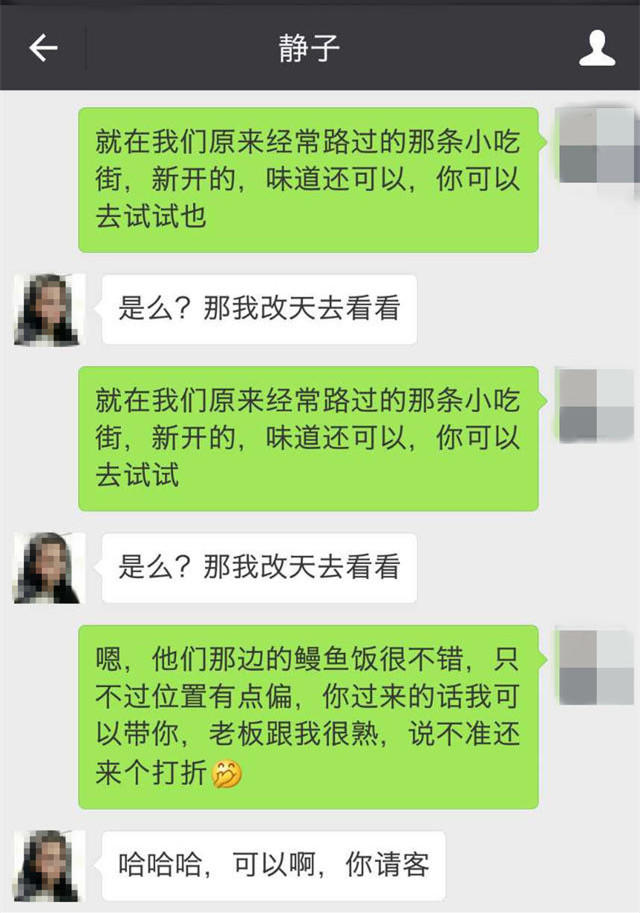 静子
就在我们原来经常路过的那条小吃
街，新开的，味道还可以，你可以
去试试也
是么？那我改天去看看
就在我们原来经常路过的那条小吃
街，新开的，味道还可以，你可以
去试试
是么？那我改天去看看
嗯，他们那边的鳗鱼饭很不错，只
不过位置有点偏，你过来的话我可
以带你，老板跟我很熟，说不准还
来个打折🤭
哈哈哈，可以啊，你请客